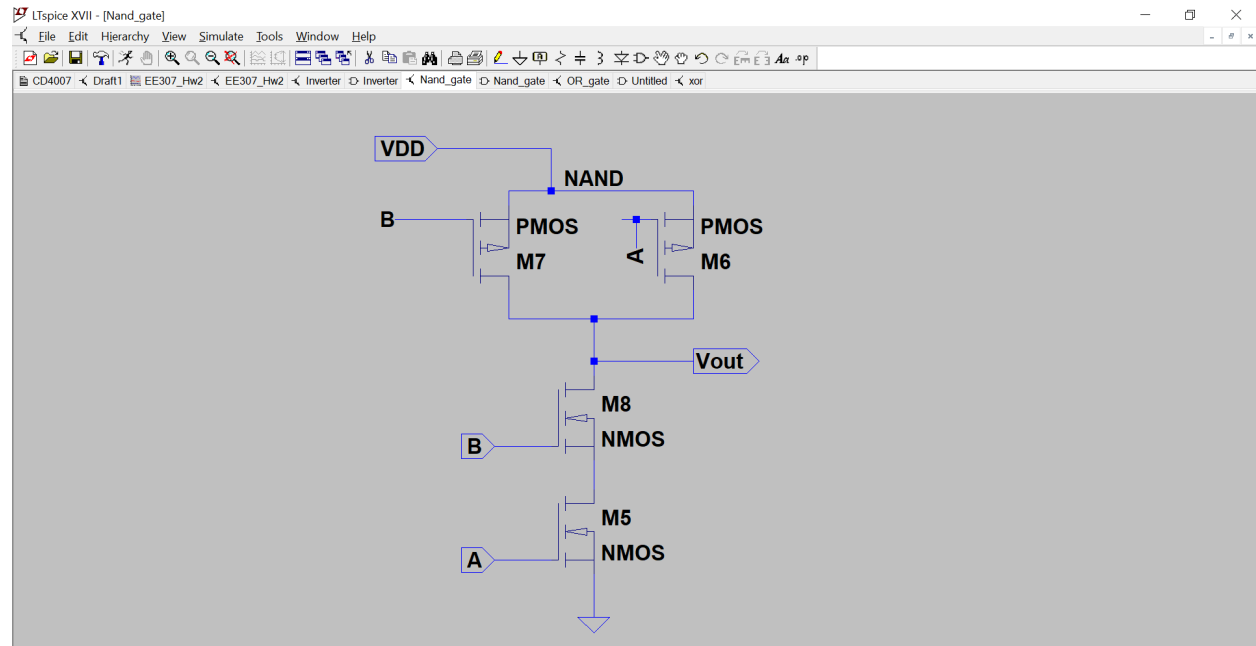 LTspice XVII - [Nand_gate]
File Edit Hierarchy View Simulate Tools Window Help
CD4007 Draft1 EE307_Hw2 EE307_Hw2 Inverter Inverter Nand_gate Nand_gate OR_gate Untitled xor
VDD
NAND
B
PMOS
M7
A
PMOS
M6
Vout
M8
B
NMOS
M5
A
NMOS